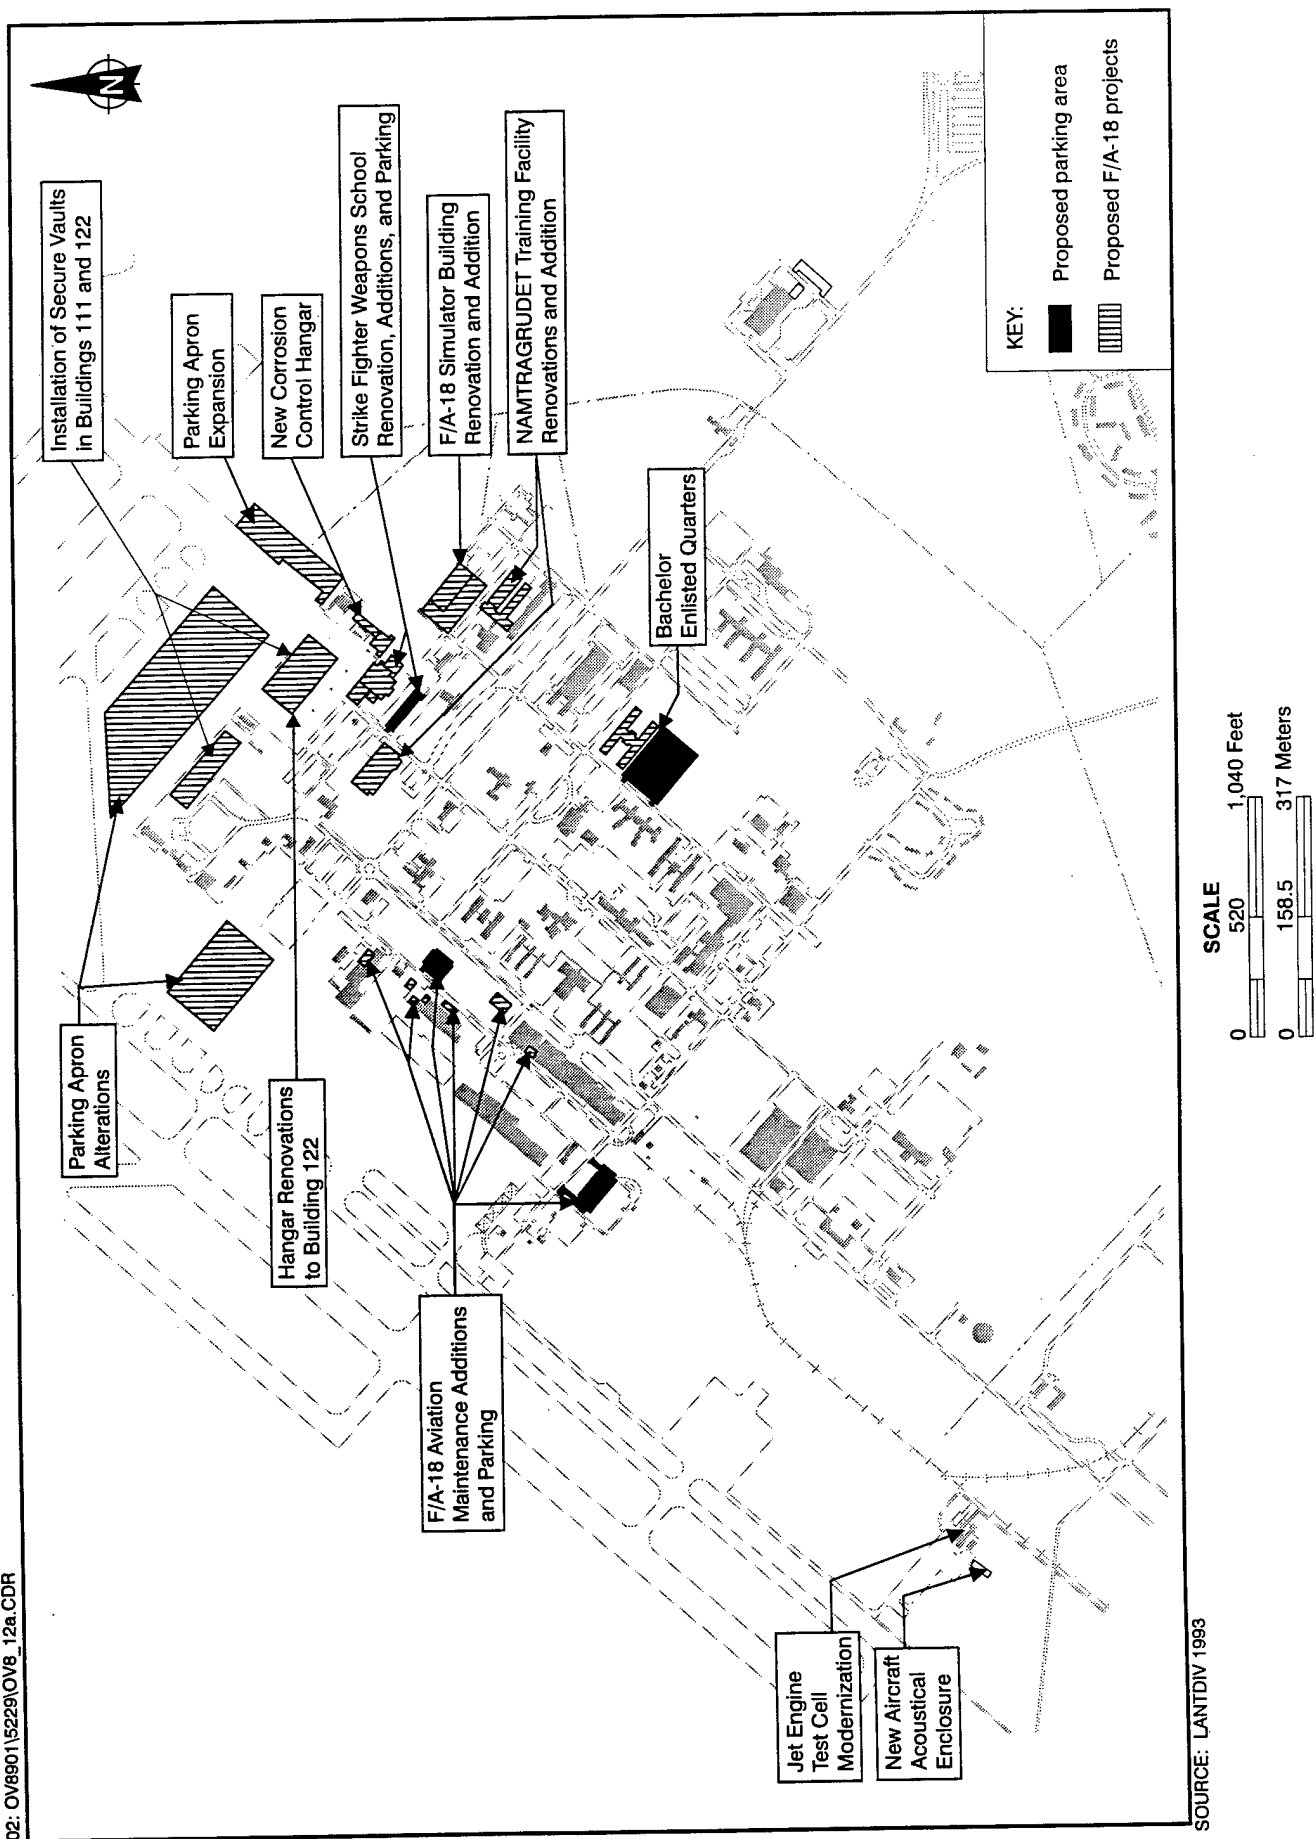 02: OV8901\5229\OV8_12a.CDR
N
Installation of Secure Vaults
in Buildings 111 and 122
Parking Apron
Expansion
New Corrosion
Control Hangar
Strike Fighter Weapons School
Renovation, Additions, and Parking
F/A-18 Simulator Building
Renovation and Addition
NAMTRAGRUDET Training Facility
Renovations and Addition
Bachelor
Enlisted Quarters
Parking Apron
Alterations
Hangar Renovations
to Building 122
F/A-18 Aviation
Maintenance Additions
and Parking
Jet Engine
Test Cell
Modernization
New Aircraft
Acoustical
Enclosure
KEY:
Proposed parking area
Proposed F/A-18 projects
SOURCE: LANTDIV 1993
SCALE
0 520 1,040 Feet
0 158.5 317 Meters